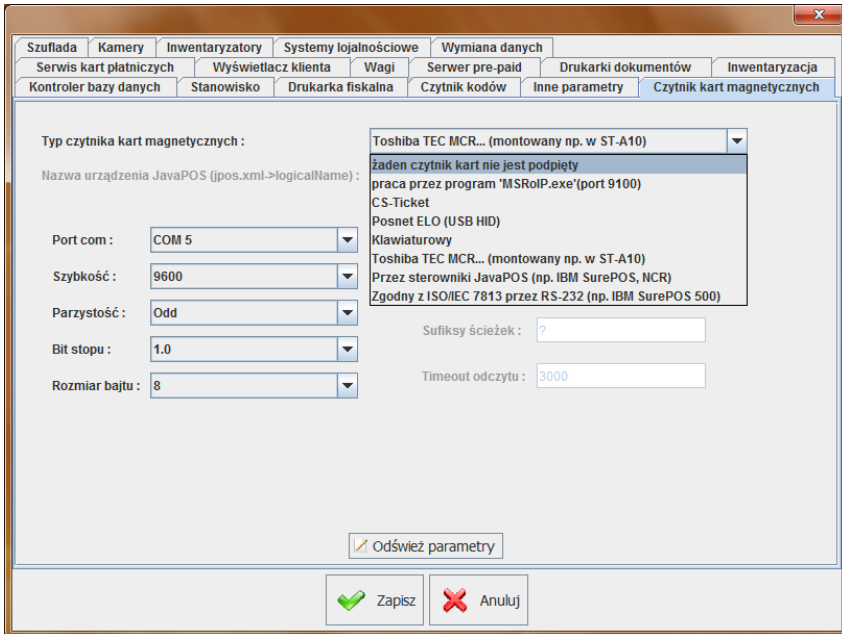 x
Szuflada Kamery Inwentaryzatory Systemy lojalnościowe Wymiana danych
Serwis kart płatniczych Wyświetlacz klienta Wagi Serwer pre-paid Drukarki dokumentów Inwentaryzacja
Kontroler bazy danych Stanowisko Drukarka fiskalna Czytnik kodów Inne parametry Czytnik kart magnetycznych
Typ czytnika kart magnetycznych : Toshiba TEC MCR... (montowany np. w ST-A10)
żaden czytnik kart nie jest podpięty
Nazwa urządzenia JavaPOS (jpos.xml->logicalName) :
praca przez program 'MSRoIP.exe'(port 9100)
CS-Ticket
Posnet ELO (USB HID)
Port com : COM 5
Klawiaturowy
Toshiba TEC MCR... (montowany np. w ST-A10)
Szybkość : 9600
Przez sterowniki JavaPOS (np. IBM SurePOS, NCR)
Zgodny z ISO/IEC 7813 przez RS-232 (np. IBM SurePOS 500)
Parzystość : Odd
Sufiksy ścieżek : ?
Bit stopu : 1.0
Timeout odczytu : 3000
Rozmiar bajtu : 8
Odśwież parametry
Zapisz Anuluj